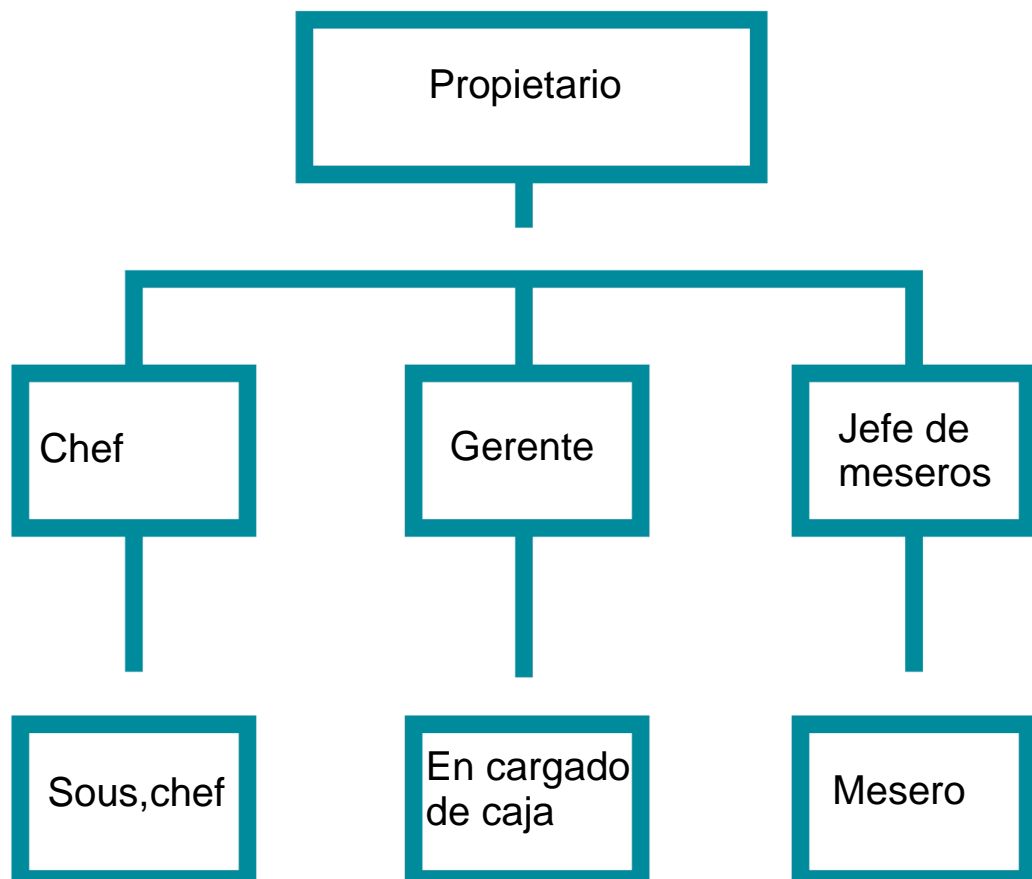 Propietario
Chef
Gerente
Jefe de
meseros
Sous,chef
En cargado
de caja
Mesero